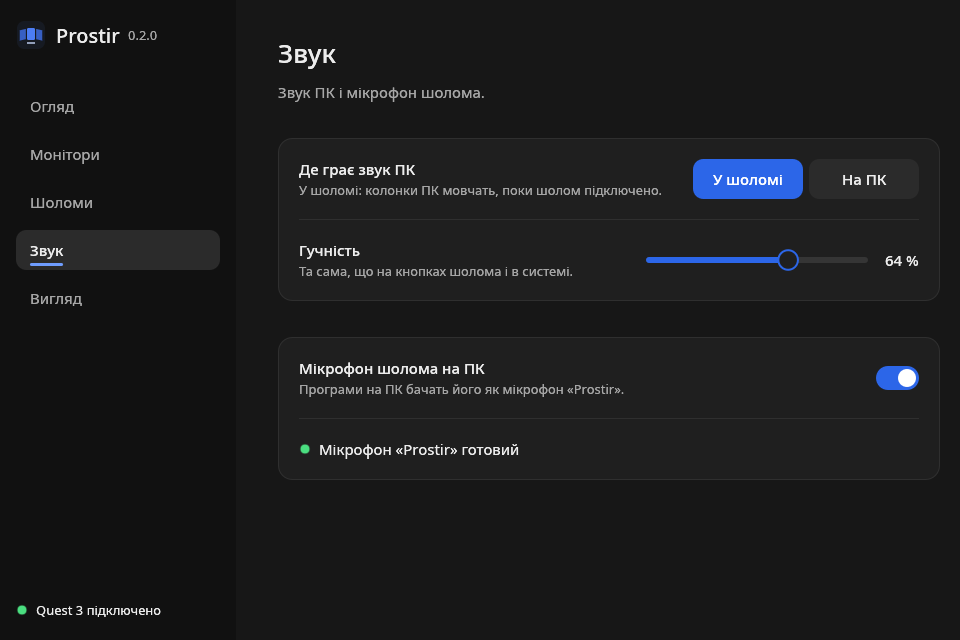 Prostir 0.2.0
Огляд
Монітори
Шоломи
Звук
Вигляд
Quest 3 підключено
Звук
Звук ПК і мікрофон шолома.
Де грає звук ПК
У шоломі: колонки ПК мовчать, поки шолом підключено.
У шоломі
На ПК
Гучність
Та сама, що на кнопках шолома і в системі.
64 %
Мікрофон шолома на ПК
Програми на ПК бачать його як мікрофон «Prostir».
Мікрофон «Prostir» готовий